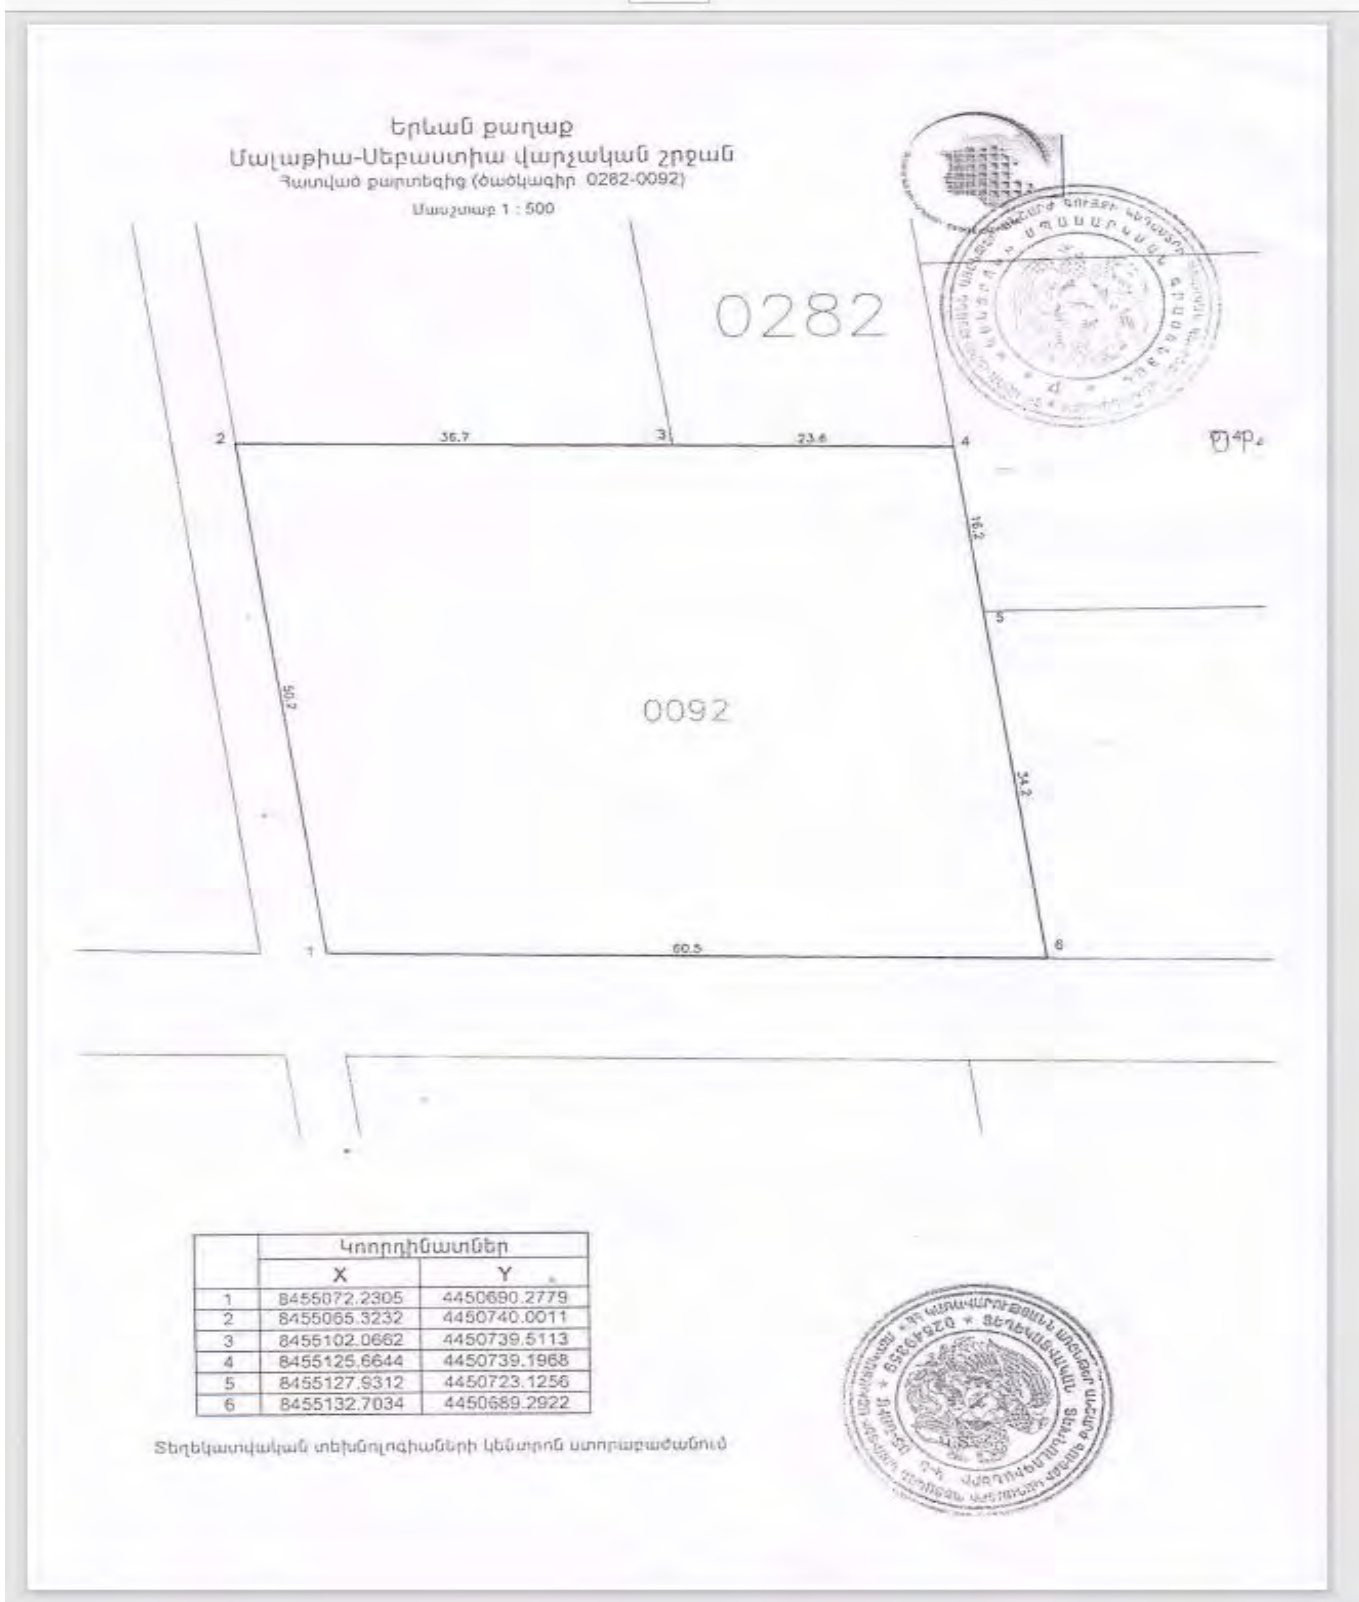 Երևան քաղաք
Մալաթիա-Սեբաստիա վարչական շրջան
Հատված քարտեզից (ծածկագիր 0282-0092)
Մասշտաբ 1 : 500
0282
2
36.7
3
23.6
4
16.2
5
50.2
0092
34.2
1
60.5
6
Կոորդինատներ
X Y
1 8455072.2305 4450690.2779
2 8455065.3232 4450740.0011
3 8455102.0662 4450739.5113
4 8455125.6644 4450739.1968
5 8455127.9312 4450723.1256
6 8455132.7034 4450689.2922
Տեղեկատվական տեխնոլոգիաների կենտրոն ստորաբաժանում